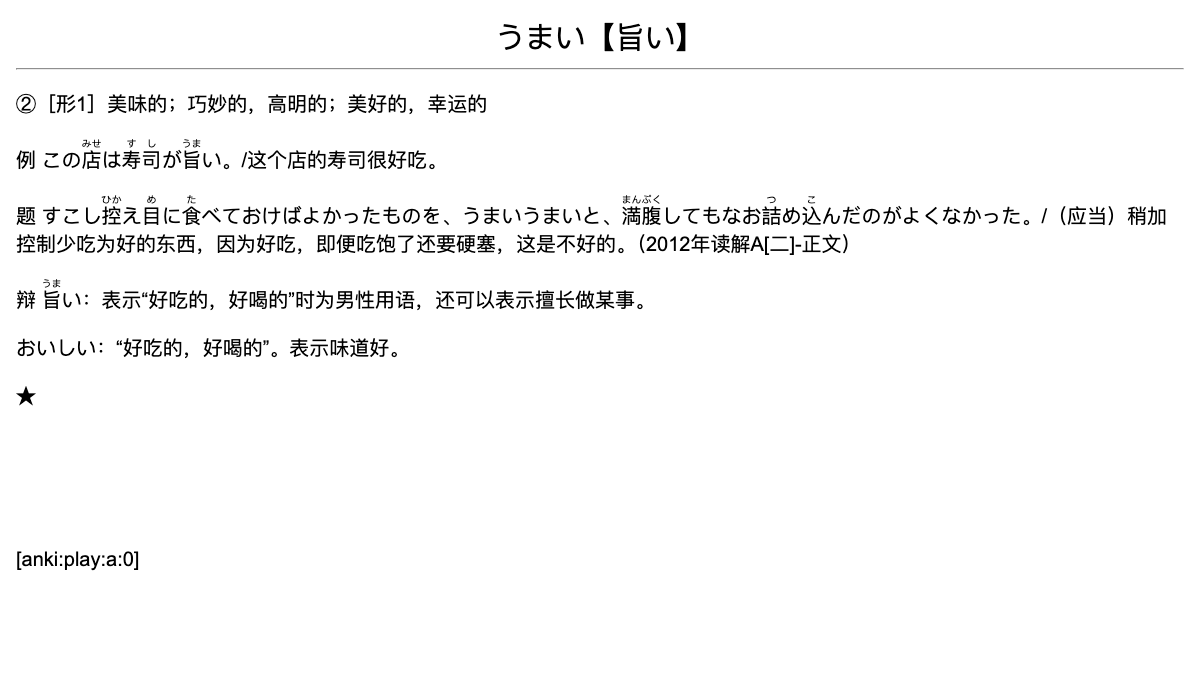 うまい【旨い】
②［形1］美味的；巧妙的，高明的；美好的，幸运的
みせ すし うま
例 この店は寿司が旨い。/这个店的寿司很好吃。
ひか め た まんぷく つ こ
题 すこし控え目に食べておけばよかったものを、うまいうまいと、満腹してもなお詰め込んだのがよくなかった。/（应当）稍加
控制少吃为好的东西，因为好吃，即便吃饱了还要硬塞，这是不好的。（2012年读解A[二]-正文）
うま
辩 旨い：表示“好吃的，好喝的”时为男性用语，还可以表示擅长做某事。
おいしい：“好吃的，好喝的”。表示味道好。
★
[anki:play:a:0]